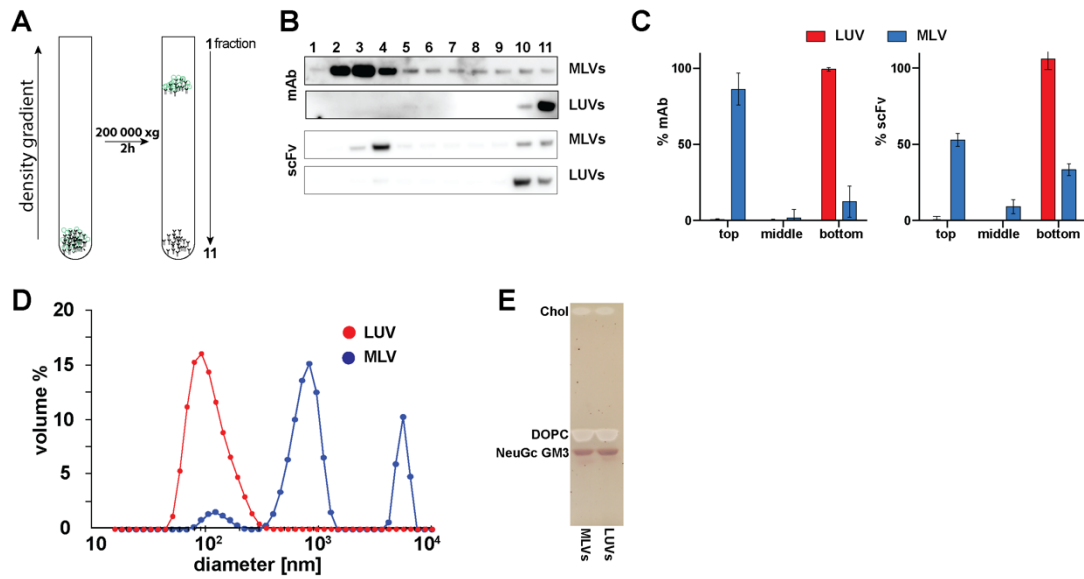 A
density gradient
200 000 xg
2h
1 fraction
11
B
1 2 3 4 5 6 7 8 9 10 11
mAb
MLVs
LUVs
scFv
MLVs
LUVs
C
LUV MLV
% mAb
100
50
0
top middle bottom
% scFv
100
50
0
top middle bottom
D
volume %
20
15
10
5
0
LUV
MLV
10 10² 10³ 10⁴
diameter [nm]
E
Chol
DOPC
NeuGc GM3
MLVs
LUVs